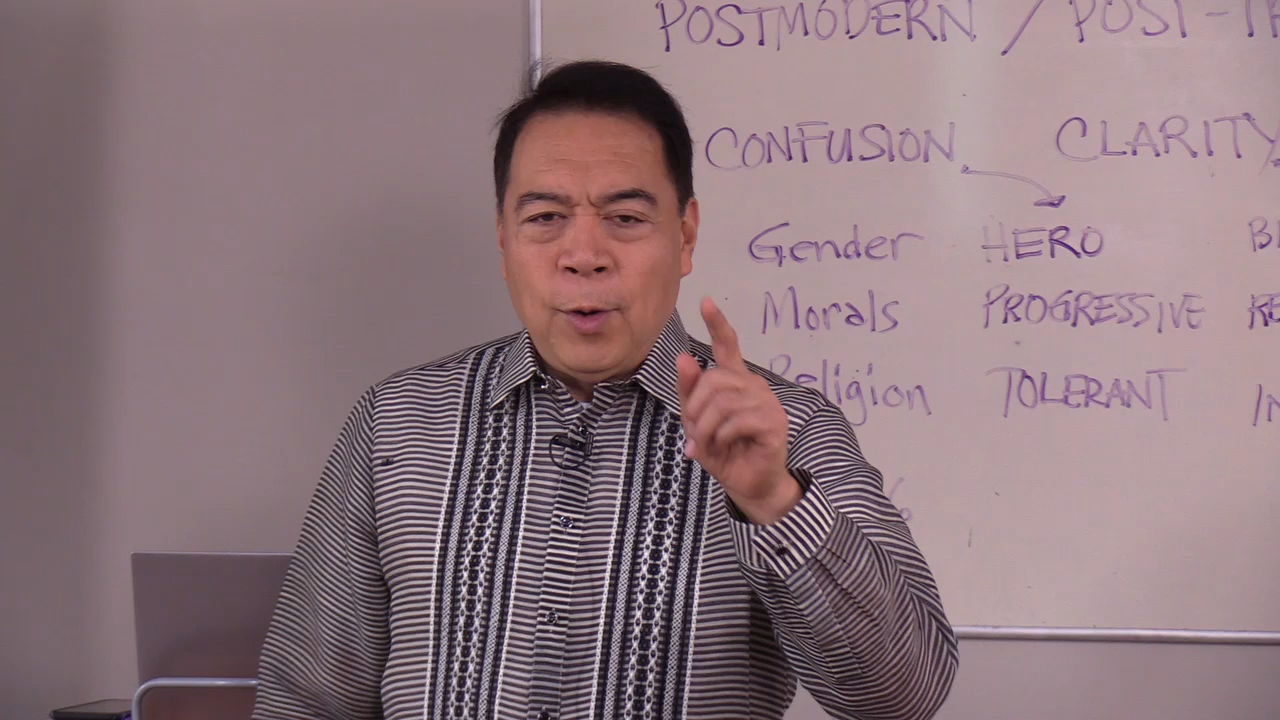 POSTMODERN / POST-
CONFUSION CLARITY
Gender HERO
Morals PROGRESSIVE
Religion TOLERANT